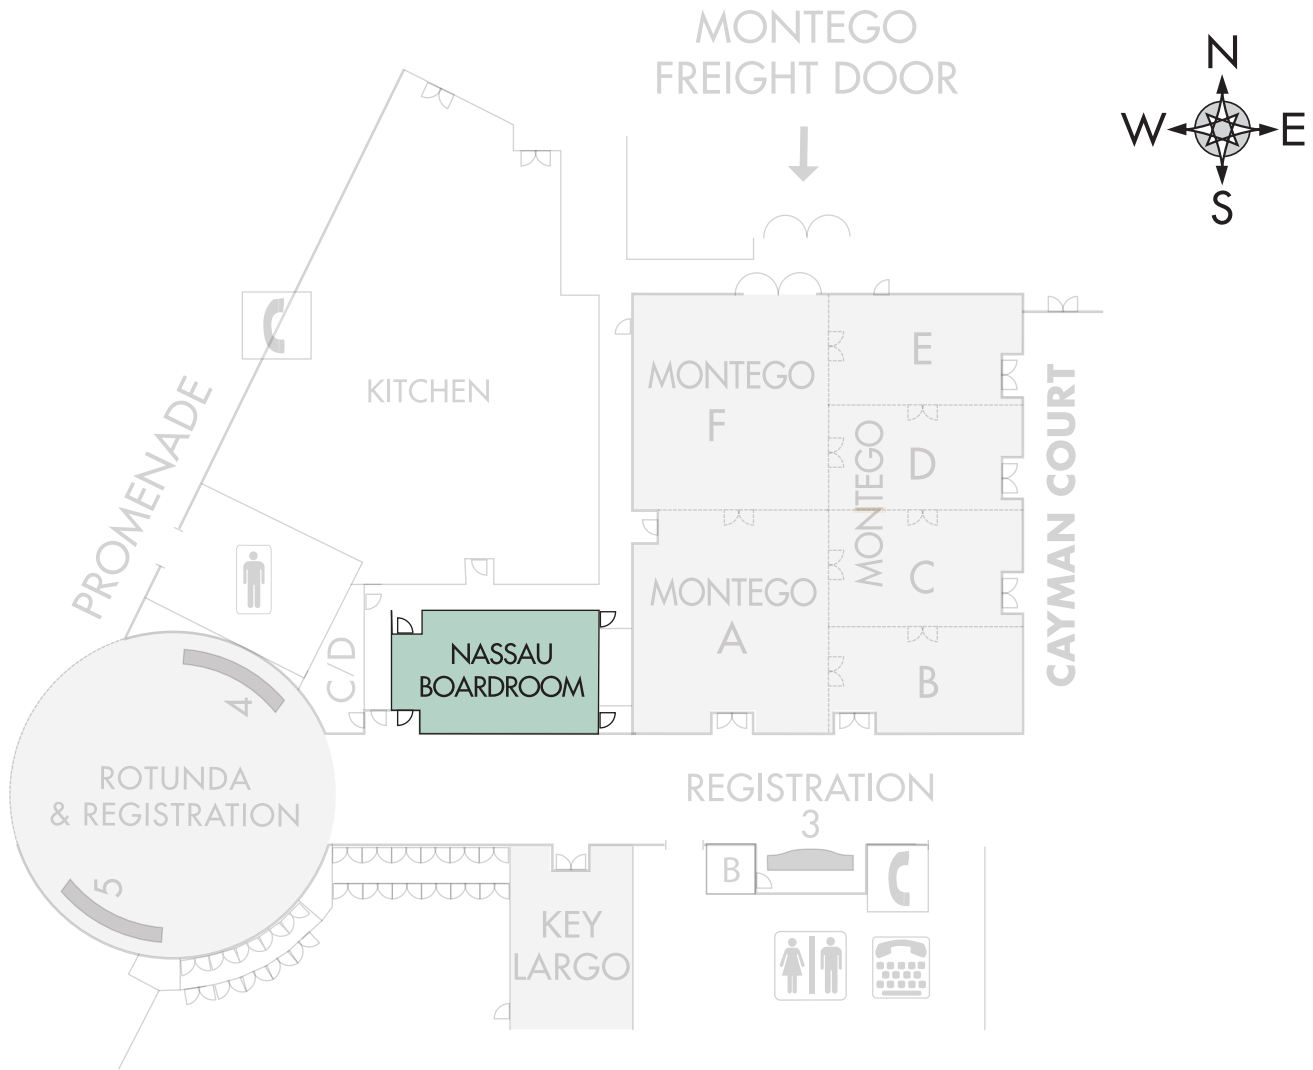 MONTEGO
FREIGHT DOOR
N
W
E
S
KITCHEN
PROMENADE
MONTEGO
F
E
D
MONTEGO
C
B
MONTEGO
A
CAYMAN COURT
C/D
NASSAU
BOARDROOM
4
ROTUNDA
& REGISTRATION
5
REGISTRATION
3
B
KEY
LARGO